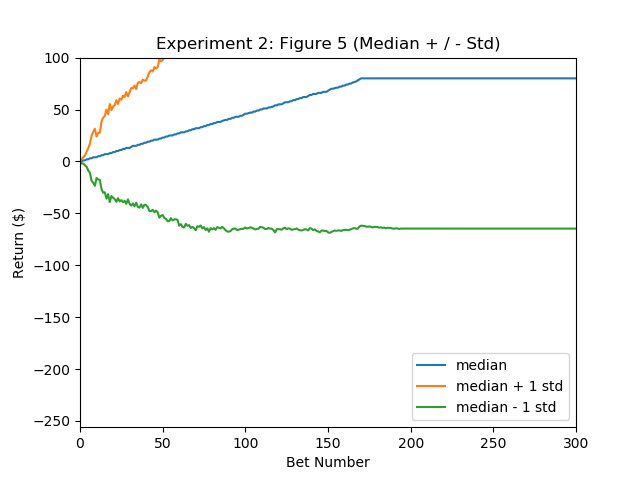 Experiment 2: Figure 5 (Median + / - Std)
100
50
0
−50
−100
−150
−200
−250
Return ($)
0
50
100
150
200
250
300
Bet Number
median
median + 1 std
median - 1 std